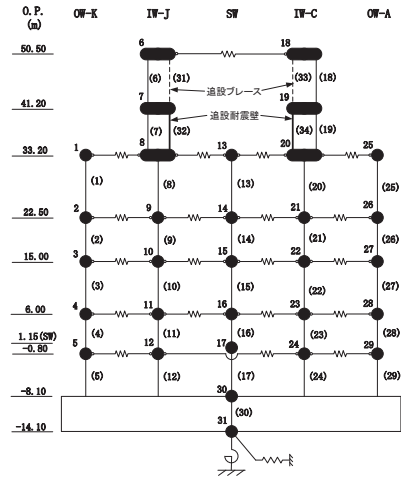 O.P. OW-K IW-J SW IW-C OW-A
(m)
50.50 6 18
(6) (31) (33) (18)
追設ブレース
41.20 7 19
追設耐震壁
(7) (32) (34) (19)
33.20 1 8 13 20 25
(1) (8) (13) (20) (25)
22.50 2 9 14 21 26
(2) (9) (14) (21) (26)
15.00 3 10 15 22 27
(3) (10) (15) (22) (27)
6.00 4 11 16 23 28
(4) (11) (16) (23) (28)
1.15(SW) 17
-0.80 5 12 24 29
(5) (12) (17) (24) (29)
-8.10 30
(30)
-14.10 31